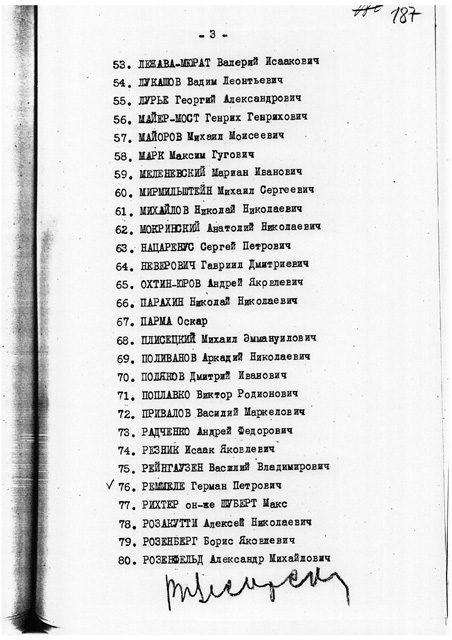 187
- 3 -
53. ЛЕЖАВА-МЮРАТ Валерий Исаакович
54. ЛУКАШОВ Вадим Леонтьевич
55. ЛУРЬЕ Георгий Александрович
56. МАЙЕР-МОСТ Генрих Генрихович
57. МАЙОРОВ Михаил Моисеевич
58. МАРК Максим Гугович
59. МЕЛЕНЕВСКИЙ Мариан Иванович
60. МИРМИЛЬШТЕЙН Михаил Сергеевич
61. МИХАЙЛОВ Николай Николаевич
62. МОКРИНСКИЙ Анатолий Николаевич
63. НАЦАРЕНУС Сергей Петрович
64. НЕВЕРОВИЧ Гавриил Дмитриевич
65. ОХТИН-ЮРОВ Андрей Яковлевич
66. ПАРАХИН Николай Николаевич
67. ПАРМА Оскар
68. ПЛИСЕЦКИЙ Михаил Эммануилович
69. ПОЛИВАНОВ Аркадий Николаевич
70. ПОЛЯКОВ Дмитрий Иванович
71. ПОПЛАВКО Виктор Родионович
72. ПРИВАЛОВ Василий Маркелович
73. РАДЧЕНКО Андрей Федорович
74. РЕЗНИК Исаак Яковлевич
75. РЕЙНГАУЗЕН Василий Владимирович
✓ 76. РЕММЕЛЕ Герман Петрович
77. РИХТЕР он-же ШУБЕРТ Макс
78. РОЗАКУТТИ Алексей Николаевич
79. РОЗЕНБЕРГ Борис Яковлевич
80. РОЗЕНФЕЛЬД Александр Михайлович